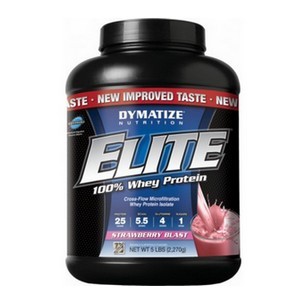 TASTE • NEW IMPROVED TASTE • NEW
DYMATIZE
NUTRITION
ELITE
100% Whey Protein
Cross-Flow Microfiltration
Whey Protein Isolate
25 5.5 4 1
STRAWBERRY BLAST
NET WT 5 LBS (2,270g)